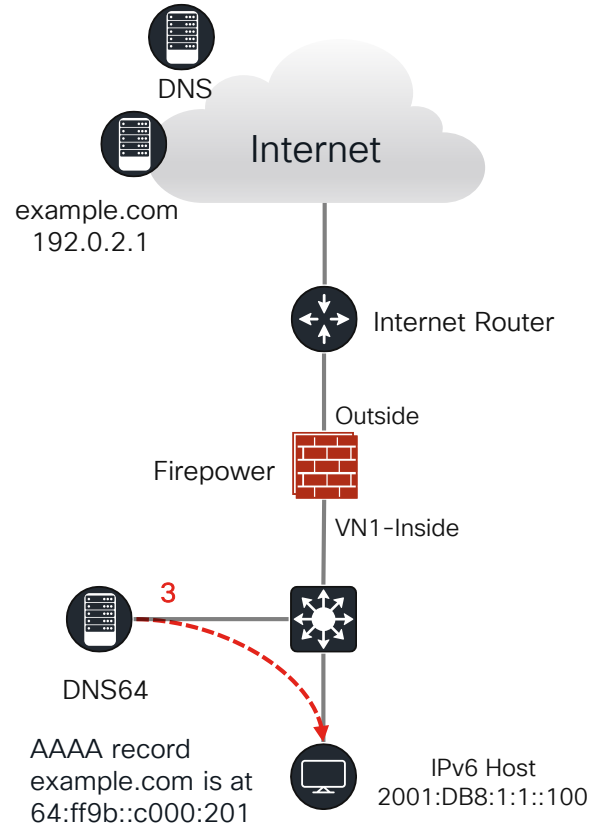 DNS
Internet
example.com
192.0.2.1
Internet Router
Outside
Firepower
VN1-Inside
3
DNS64
AAAA record
example.com is at
64:ff9b::c000:201
IPv6 Host
2001:DB8:1:1::100